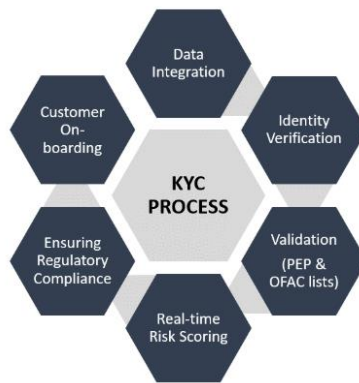 Data
Integration
Identity
Verification
Validation
(PEP &
OFAC lists)
Real-time
Risk Scoring
Ensuring
Regulatory
Compliance
Customer
On-
boarding
KYC
PROCESS